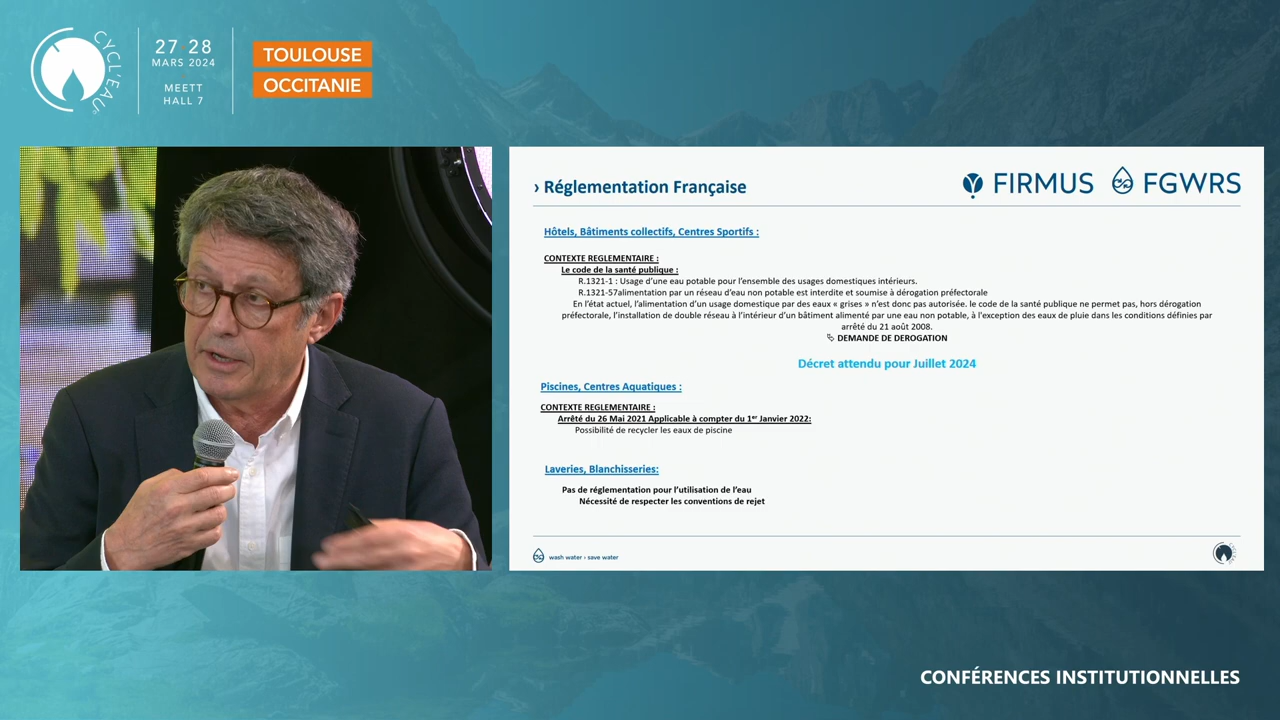 CYCL'EAU
27 28
MARS 2024
MEETT
HALL 7
TOULOUSE
OCCITANIE
› Réglementation Française
FIRMUS
FGWRS
Hôtels, Bâtiments collectifs, Centres Sportifs :
CONTEXTE REGLEMENTAIRE :
Le code de la santé publique :
R.1321-1 : Usage d'une eau potable pour l'ensemble des usages domestiques intérieurs.
R.1321-57alimentation par un réseau d'eau non potable est interdite et soumise à dérogation préfectorale
En l'état actuel, l'alimentation d'un usage domestique par des eaux « grises » n'est donc pas autorisée. le code de la santé publique ne permet pas, hors dérogation
préfectorale, l'installation de double réseau à l'intérieur d'un bâtiment alimenté par une eau non potable, à l'exception des eaux de pluie dans les conditions définies par
arrêté du 21 août 2008.
DEMANDE DE DEROGATION
Décret attendu pour Juillet 2024
Piscines, Centres Aquatiques :
CONTEXTE REGLEMENTAIRE :
Arrêté du 26 Mai 2021 Applicable à compter du 1er Janvier 2022:
Possibilité de recycler les eaux de piscine
Laveries, Blanchisseries:
Pas de réglementation pour l'utilisation de l'eau
Nécessité de respecter les conventions de rejet
wash water › save water
CONFÉRENCES INSTITUTIONNELLES